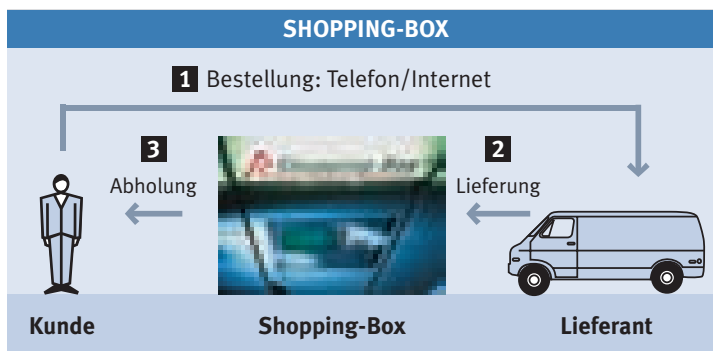 SHOPPING-BOX
1 Bestellung: Telefon/Internet
3
Abholung
2
Lieferung
Kunde
Shopping-Box
Lieferant